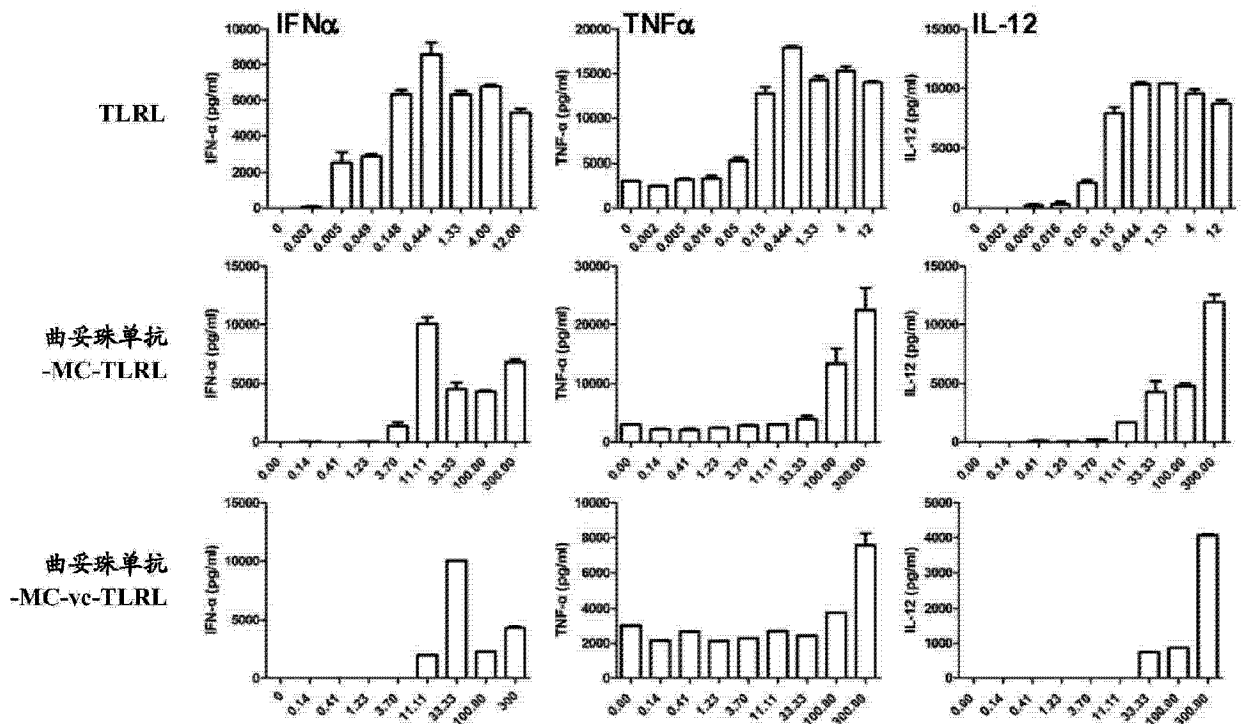 IFNα
TNFα
IL-12
TLRL
IFN-α (pg/ml)
10000
8000
6000
4000
2000
0
0 0.002 0.005 0.049 0.148 0.444 1.33 4.00 12.00
TNF-α (pg/ml)
20000
15000
10000
5000
0
0 0.002 0.005 0.016 0.05 0.15 0.444 1.33 4 12
IL-12 (pg/ml)
15000
10000
5000
0
0 0.002 0.005 0.016 0.05 0.15 0.444 1.33 4 12
曲妥珠单抗
-MC-TLRL
IFN-α (pg/ml)
15000
10000
5000
0
0.00 0.14 0.41 1.23 3.70 11.11 33.33 100.00 300.00
TNF-α (pg/ml)
30000
20000
10000
0
0.00 0.14 0.41 1.23 3.70 11.11 33.33 100.00 300.00
IL-12 (pg/ml)
15000
10000
5000
0
0.00 0.14 0.41 1.23 3.70 11.11 33.33 100.00 300.00
曲妥珠单抗
-MC-vc-TLRL
IFN-α (pg/ml)
15000
10000
5000
0
0 0.14 0.41 1.23 3.70 11.11 33.33 100.00 300
TNF-α (pg/ml)
10000
8000
6000
4000
2000
0
0.00 0.14 0.41 1.23 3.70 11.11 33.33 100.00 300.00
IL-12 (pg/ml)
5000
4000
3000
2000
1000
0
0.00 0.14 0.41 1.23 3.70 11.11 33.33 100.00 300.00